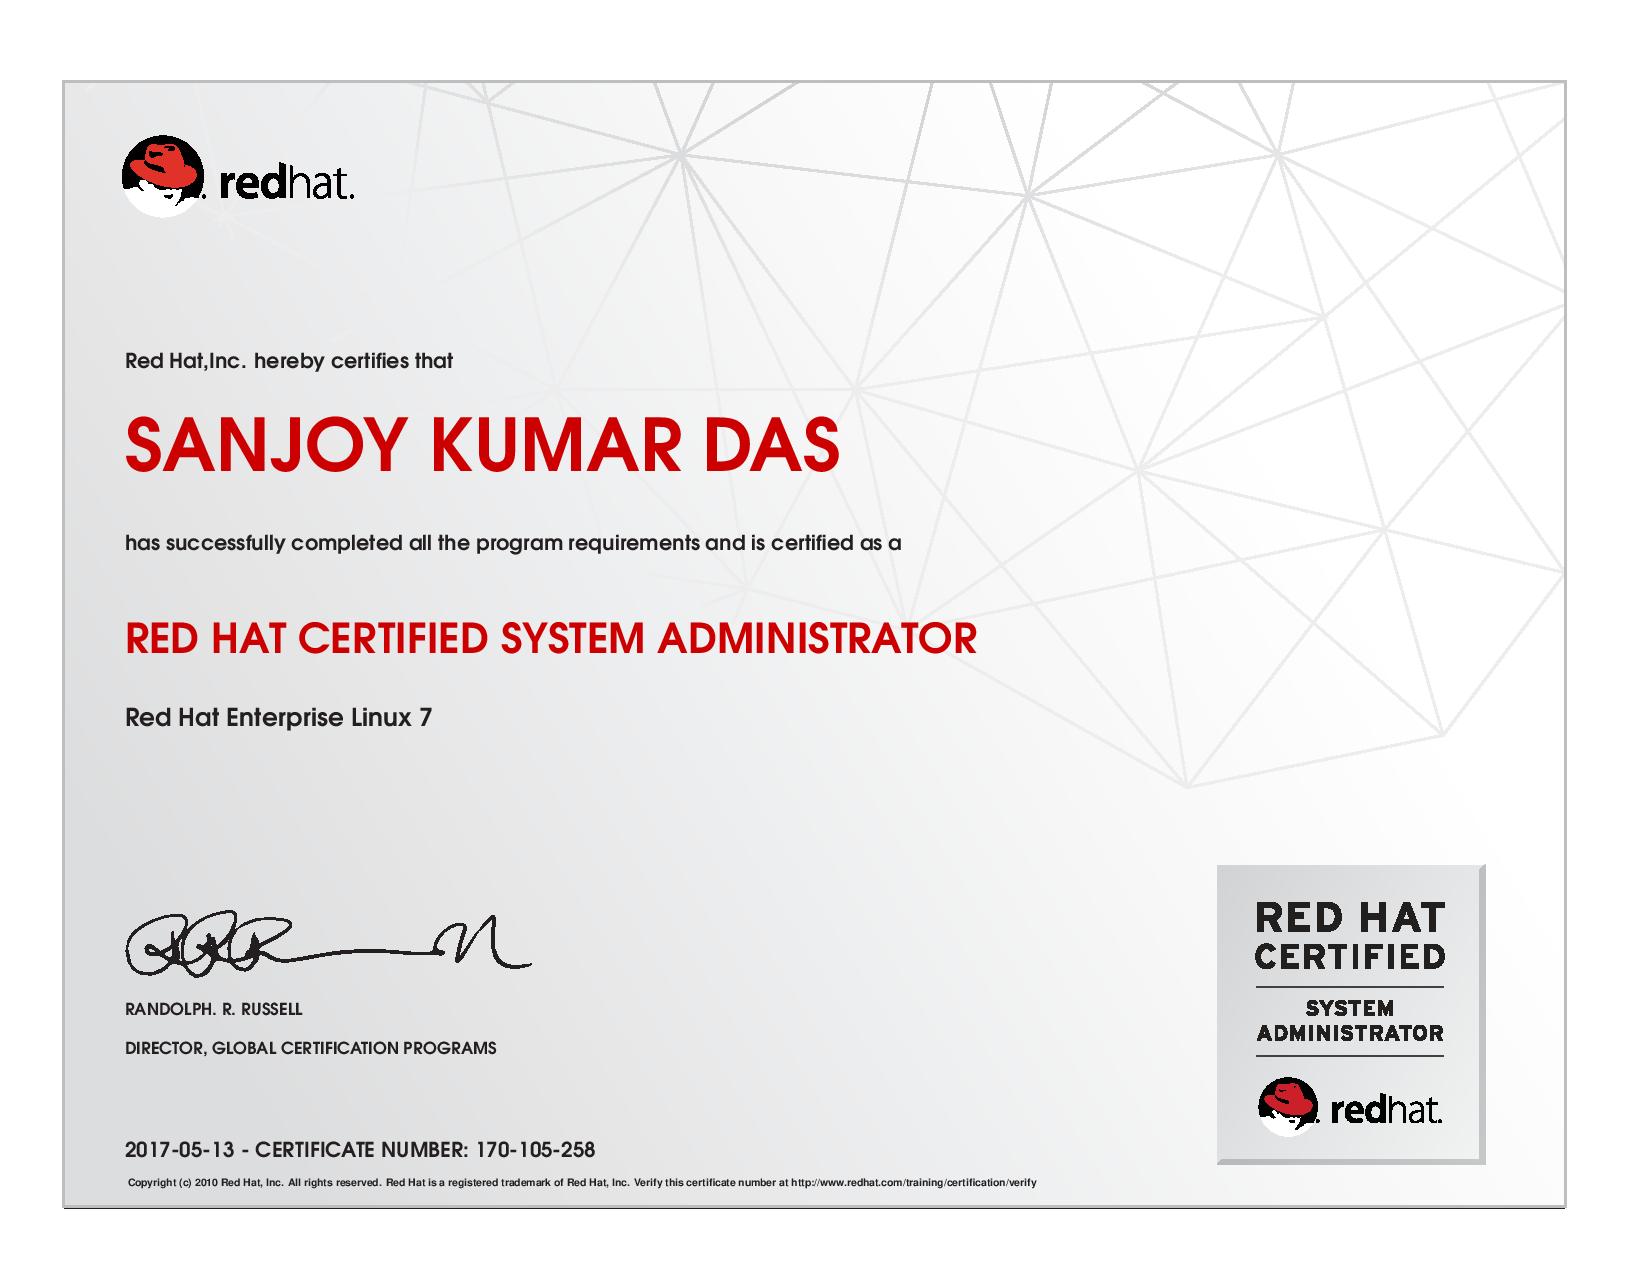 redhat.
Red Hat,Inc. hereby certifies that
SANJOY KUMAR DAS
has successfully completed all the program requirements and is certified as a
RED HAT CERTIFIED SYSTEM ADMINISTRATOR
Red Hat Enterprise Linux 7
RANDOLPH. R. RUSSELL
DIRECTOR, GLOBAL CERTIFICATION PROGRAMS
2017-05-13 - CERTIFICATE NUMBER: 170-105-258
Copyright (c) 2010 Red Hat, Inc. All rights reserved. Red Hat is a registered trademark of Red Hat, Inc. Verify this certificate number at http://www.redhat.com/training/certification/verify
RED HAT
CERTIFIED
SYSTEM
ADMINISTRATOR
redhat.